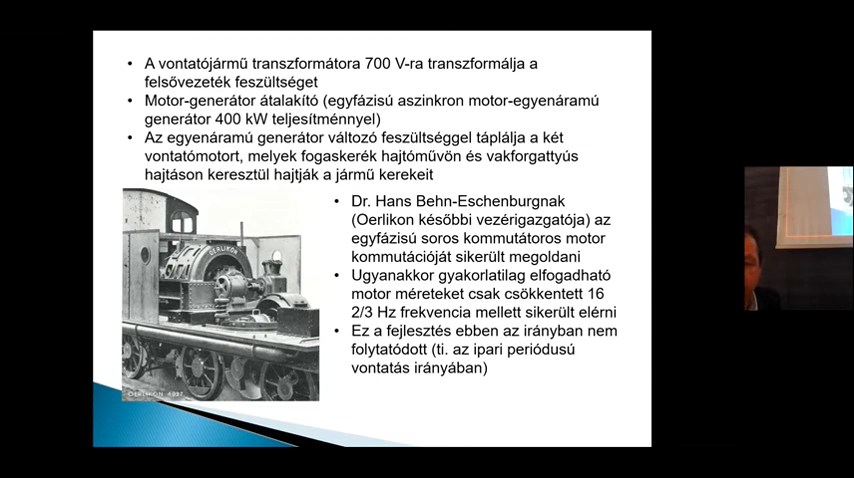 • A vontatójármű transzformátora 700 V-ra transzformálja a
felsővezeték feszültséget
• Motor-generátor átalakító (egyfázisú aszinkron motor-egyenáramú
generátor 400 kW teljesítménnyel)
• Az egyenáramú generátor változó feszültséggel táplálja a két
vontatómotort, melyek fogaskerék hajtóművön és vakforgattyús
hajtáson keresztül hajtják a jármű kerekeit
• Dr. Hans Behn-Eschenburgnak
(Oerlikon későbbi vezérigazgatója) az
egyfázisú soros kommutátoros motor
kommutációját sikerült megoldani
• Ugyanakkor gyakorlatilag elfogadható
motor méreteket csak csökkentett 16
2/3 Hz frekvencia mellett sikerült elérni
• Ez a fejlesztés ebben az irányban nem
folytatódott (ti. az ipari periódusú
vontatás irányában)
OERLIKON
OERLIKON